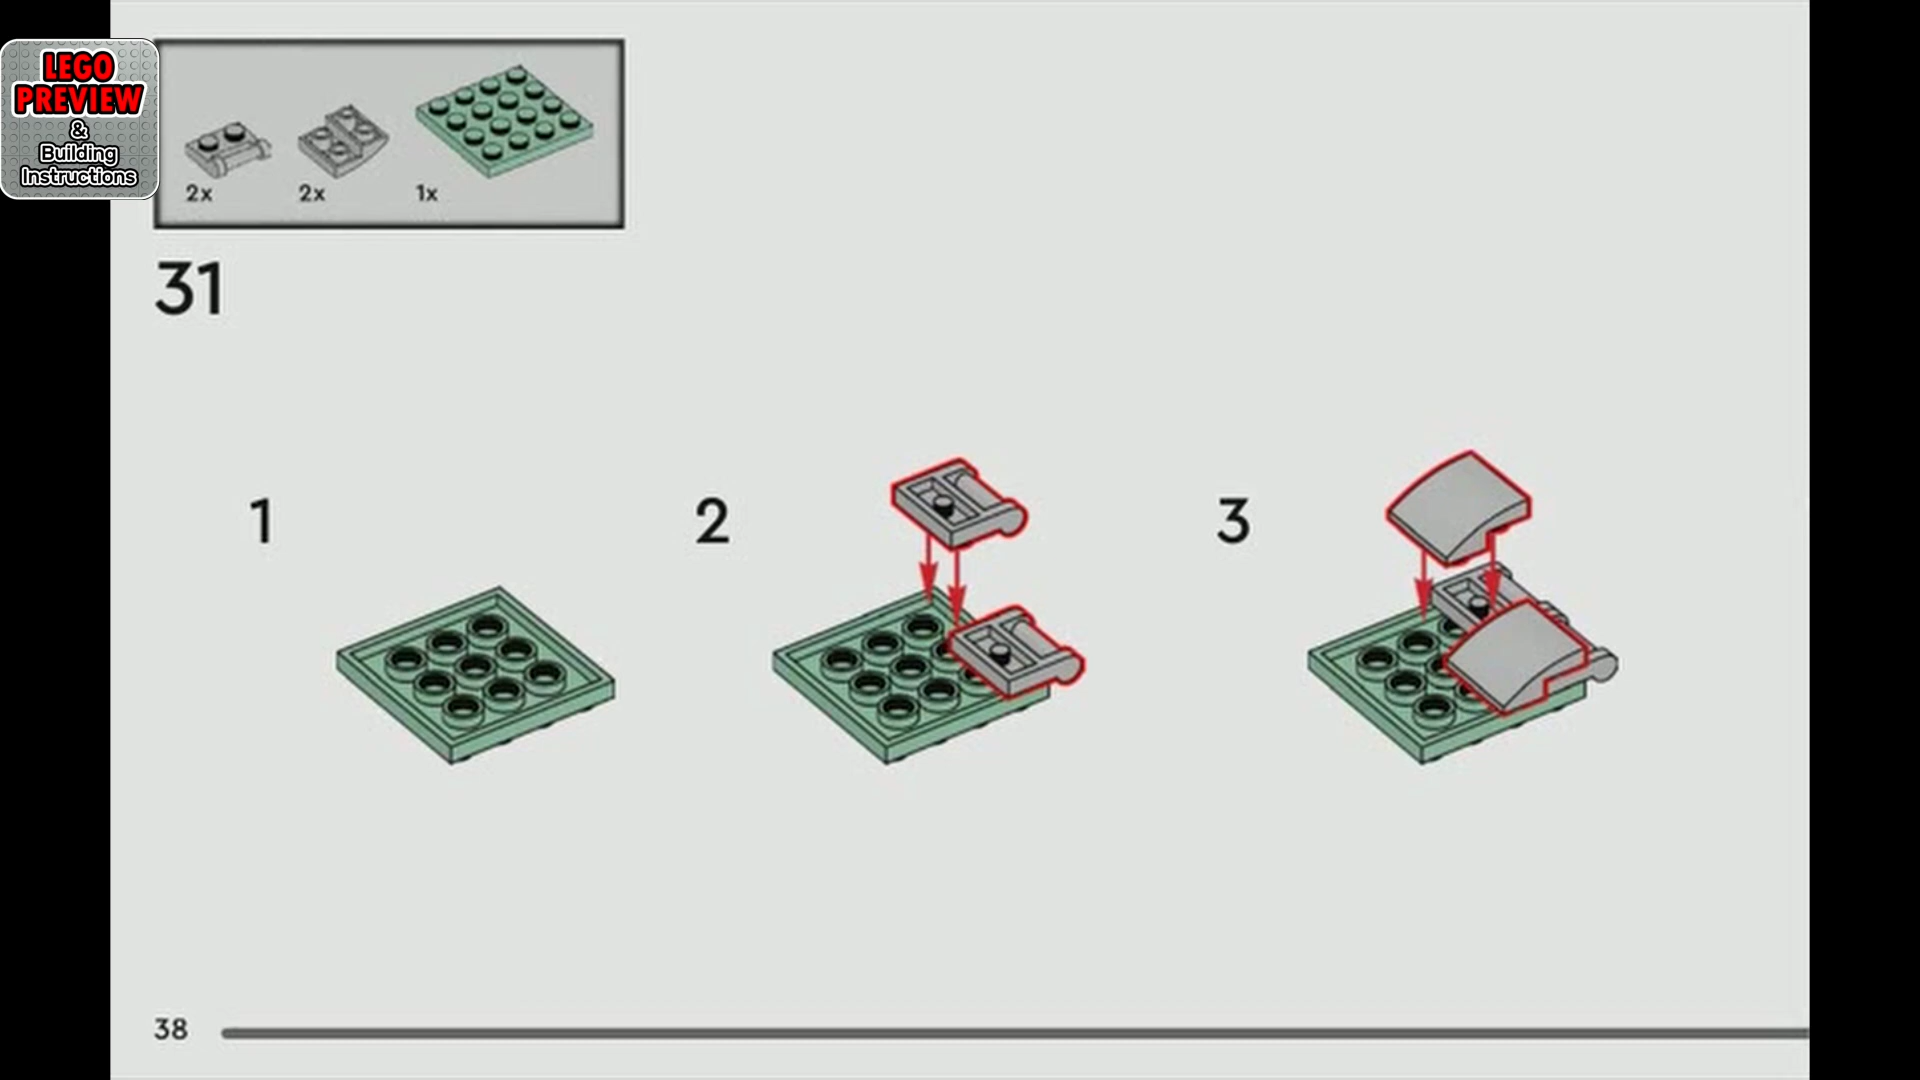 LEGO
PREVIEW
&
Building
Instructions
2x 2x 1x
31
1 2 3
38